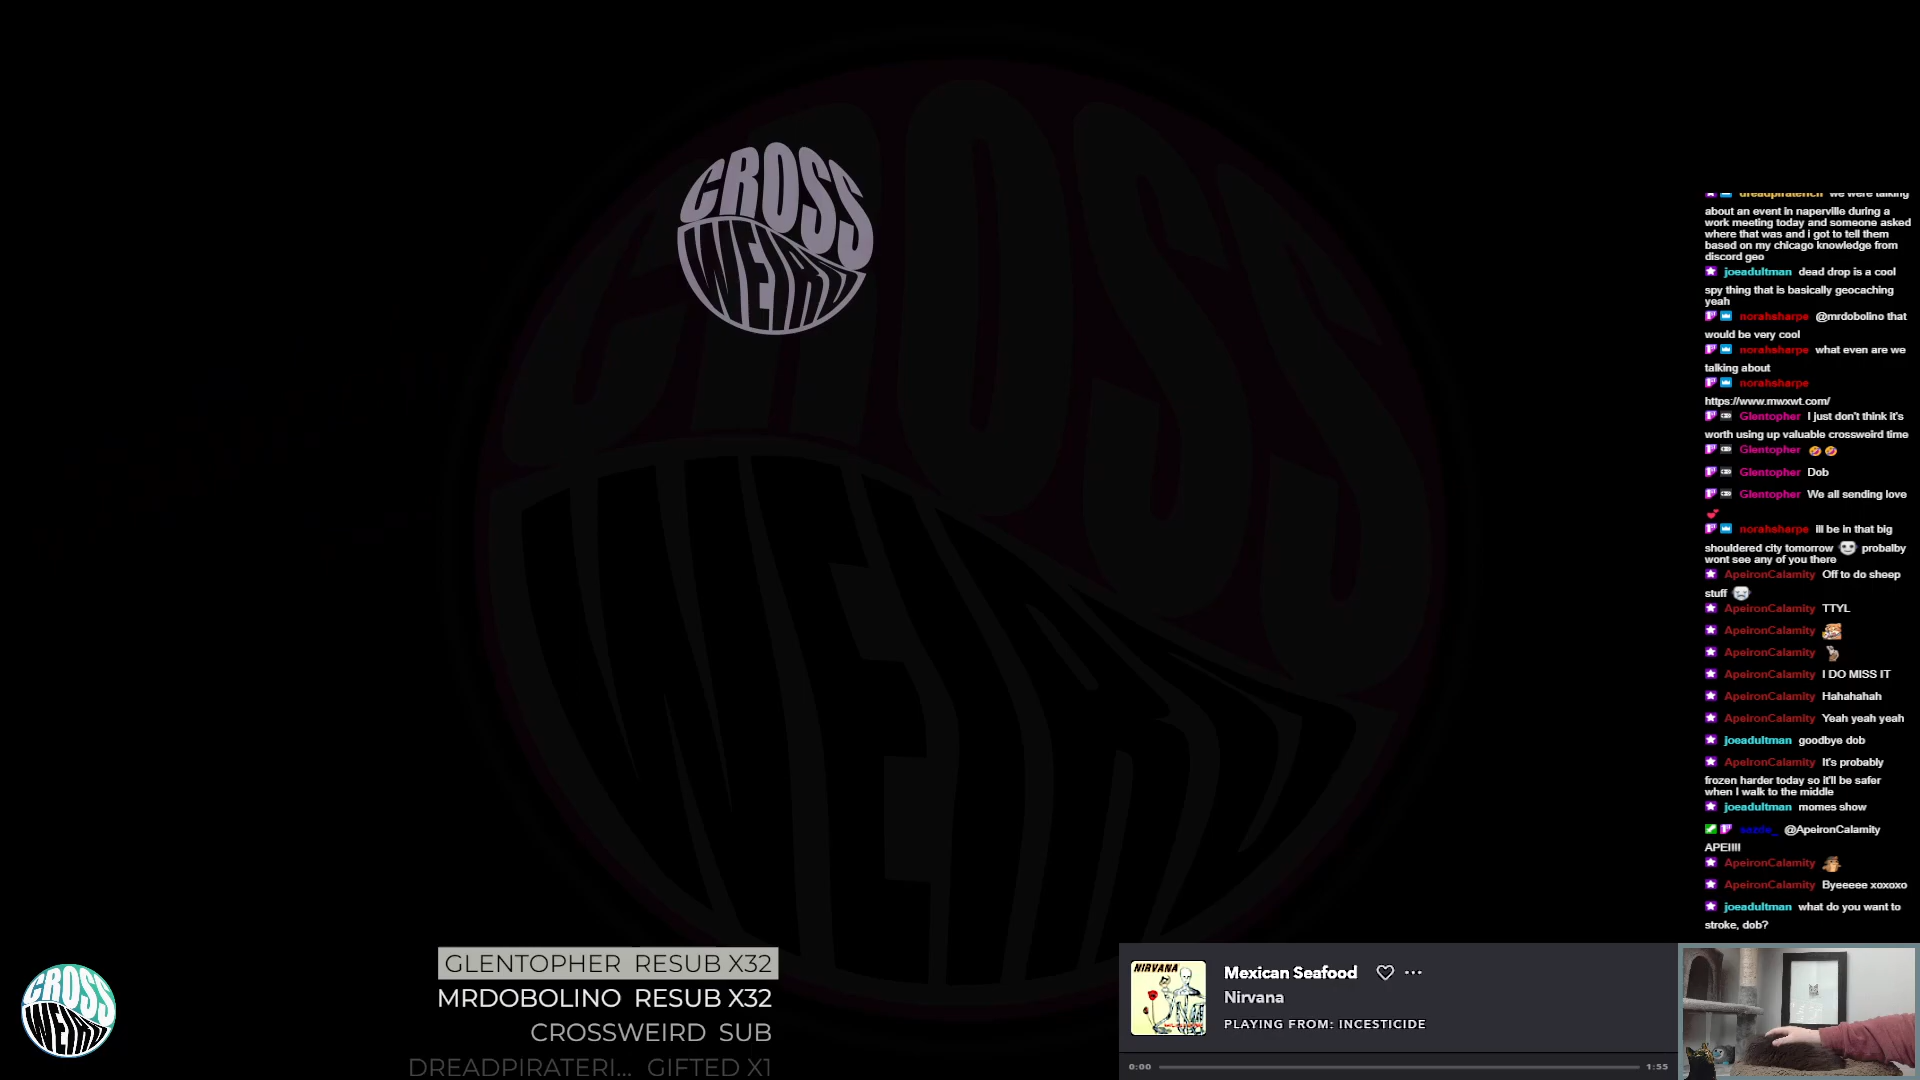 CROSS
WEIRD
CROSS
WEIRD
dreadpiraterich we were talking
about an event in naperville during a
work meeting today and someone asked
where that was and i got to tell them
based on my chicago knowledge from
discord geo
joeadultman dead drop is a cool
spy thing that is basically geocaching
yeah
norahsharpe @mrdobolino that
would be very cool
norahsharpe what even are we
talking about
norahsharpe
https://www.mwxwt.com/
Glentopher I just don't think it's
worth using up valuable crossweird time
Glentopher
Glentopher Dob
Glentopher We all sending love
norahsharpe ill be in that big
shouldered city tomorrow probalby
wont see any of you there
ApeironCalamity Off to do sheep
stuff
ApeironCalamity TTYL
ApeironCalamity
ApeironCalamity
ApeironCalamity I DO MISS IT
ApeironCalamity Hahahahah
ApeironCalamity Yeah yeah yeah
joeadultman goodbye dob
ApeironCalamity It's probably
frozen harder today so it'll be safer
when I walk to the middle
joeadultman momes show
@ApeironCalamity
APEI!!!!
ApeironCalamity
ApeironCalamity Byeeeee xoxoxo
joeadultman what do you want to
stroke, dob?
GLENTOPHER RESUB X32
MRDOBOLINO RESUB X32
CROSSWEIRD SUB
DREADPIRATERI... GIFTED X1
CROSS
WEIRD
NIRVANA
Mexican Seafood
Nirvana
PLAYING FROM: INCESTICIDE
0:00
1:55